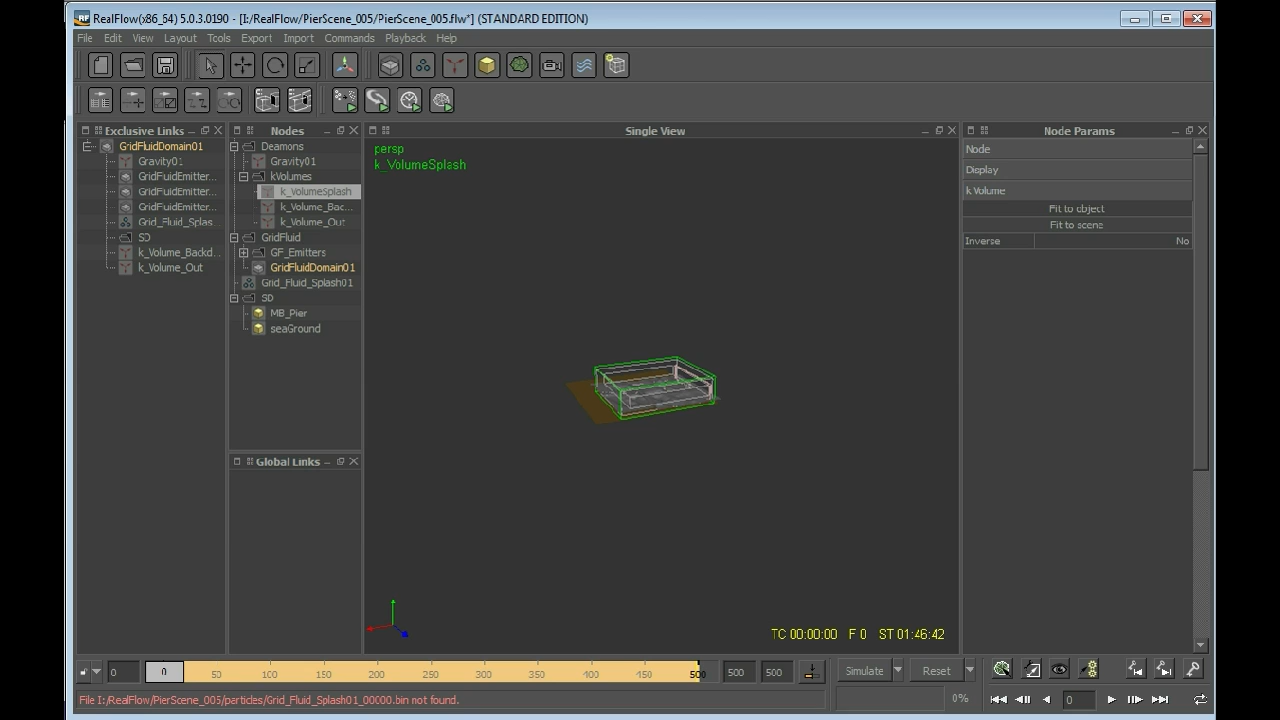 RealFlow(x86_64) 5.0.3.0190 - [I:/RealFlow/PierScene_005/PierScene_005.flw*] (STANDARD EDITION)
File Edit View Layout Tools Export Import Commands Playback Help
Exclusive Links
GridFluidDomain01
Gravity01
GridFluidEmitter...
GridFluidEmitter...
GridFluidEmitter...
Grid_Fluid_Splas
SD
k_Volume_Backd..
k_Volume_Out
Nodes
Deamons
Gravity01
kVolumes
k_VolumeSplash
k_Volume_Bac...
k_Volume_Out
GridFluid
GF_Emitters
GridFluidDomain01
Grid_Fluid_Splash01
SD
MB_Pier
seaGround
Global Links
Single View
persp
k_VolumeSplash
TC 00:00:00 F 0 ST 01:46:42
Node Params
Node
Display
k Volume
Fit to object
Fit to scene
Inverse No
0 0 50 100 150 200 250 300 350 400 450 500 500 500
Simulate Reset
File I:/RealFlow/PierScene_005/particles/Grid_Fluid_Splash01_00000.bin not found.
0% 0